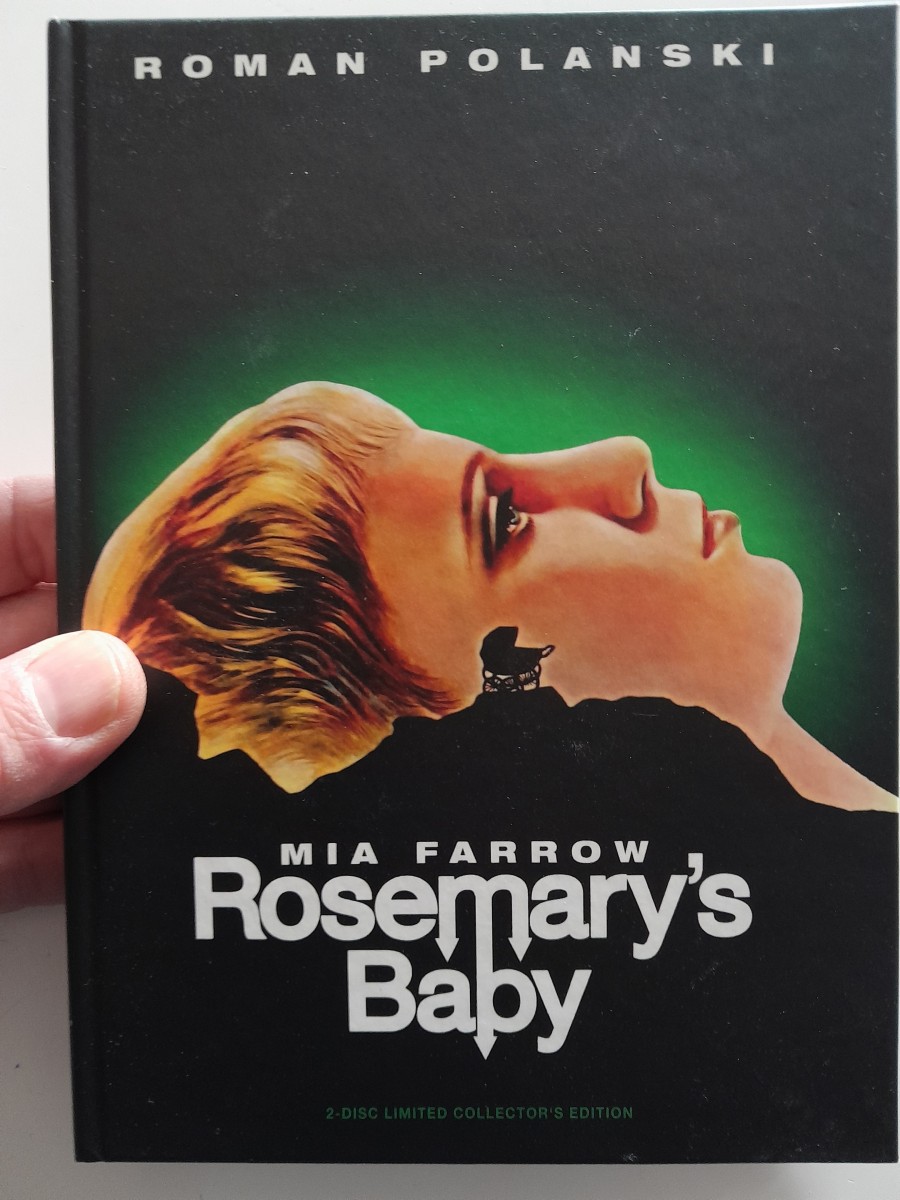 ROMAN POLANSKI
MIA FARROW
Rosemary's
Baby
2-DISC LIMITED COLLECTOR'S EDITION